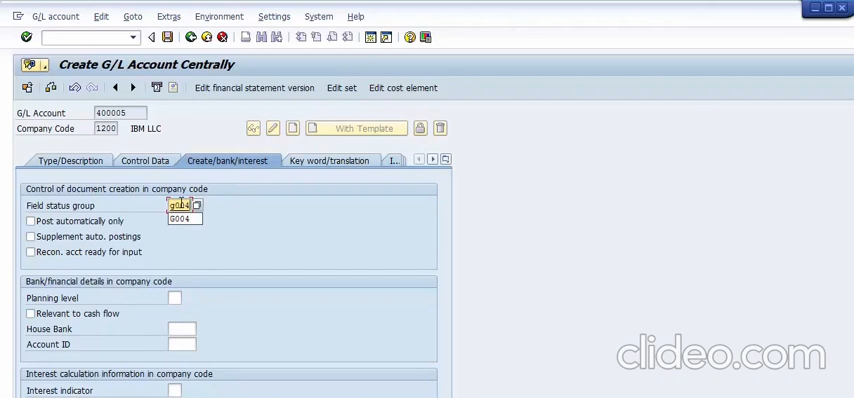 G/L account Edit Goto Extras Environment Settings System Help
Create G/L Account Centrally
Edit financial statement version Edit set Edit cost element
G/L Account 400005
Company Code 1200 IBM LLC
With Template
Type/Description Control Data Create/bank/interest Key word/translation I...
Control of document creation in company code
Field status group g004
Post automatically only G004
Supplement auto. postings
Recon. acct ready for input
Bank/financial details in company code
Planning level
Relevant to cash flow
House Bank
Account ID
clideo.com
Interest calculation information in company code
Interest indicator